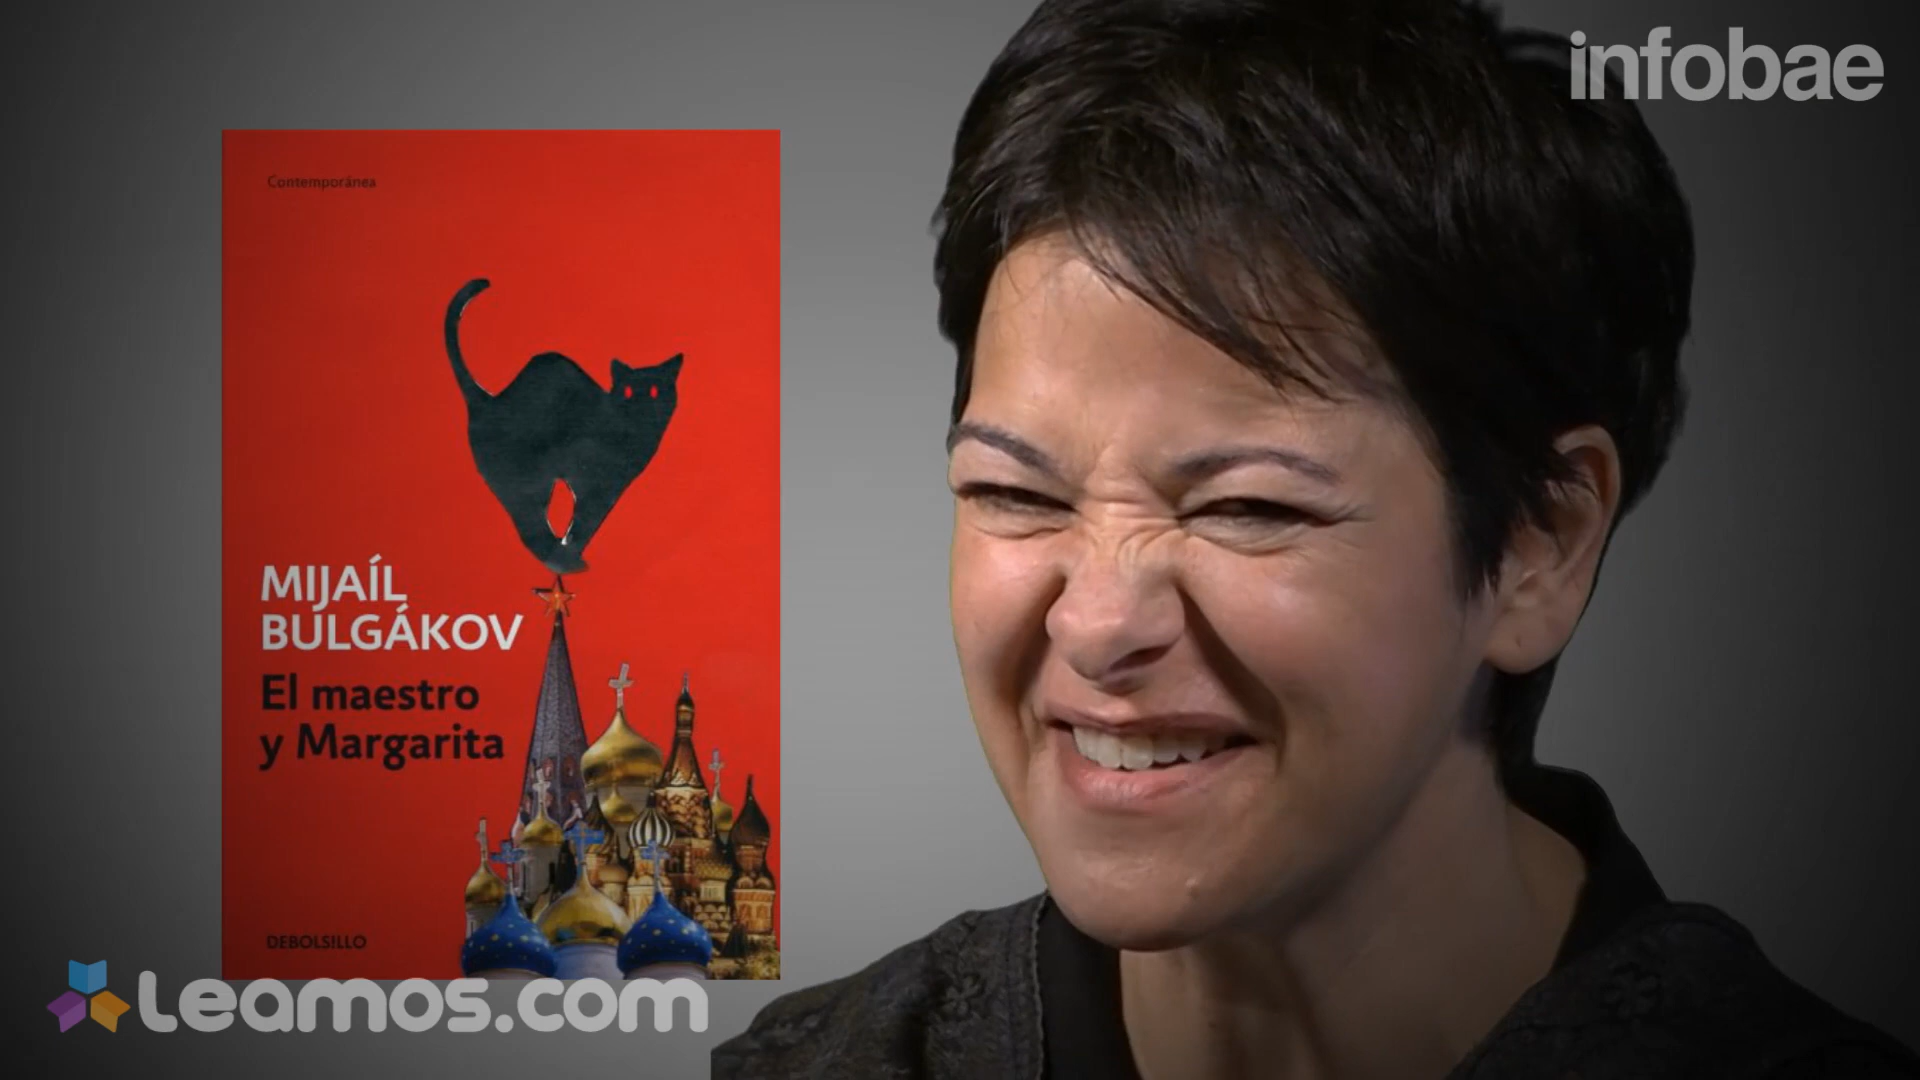 infobae
Contemporánea
MIJAÍL
BULGÁKOV
El maestro
y Margarita
DEBOLSILLO
Leamos.com